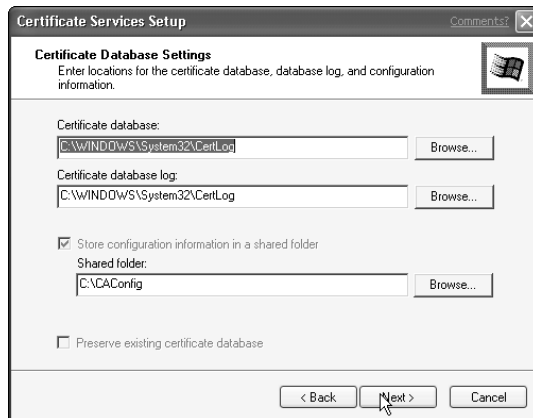 Certificate Services Setup
Comments?
Certificate Database Settings
Enter locations for the certificate database, database log, and configuration
information.
Certificate database:
C:\WINDOWS\System32\CertLog
Browse...
Certificate database log:
C:\WINDOWS\System32\CertLog
Browse...
Store configuration information in a shared folder
Shared folder:
C:\CAConfig
Browse...
Preserve existing certificate database
< Back
Next >
Cancel